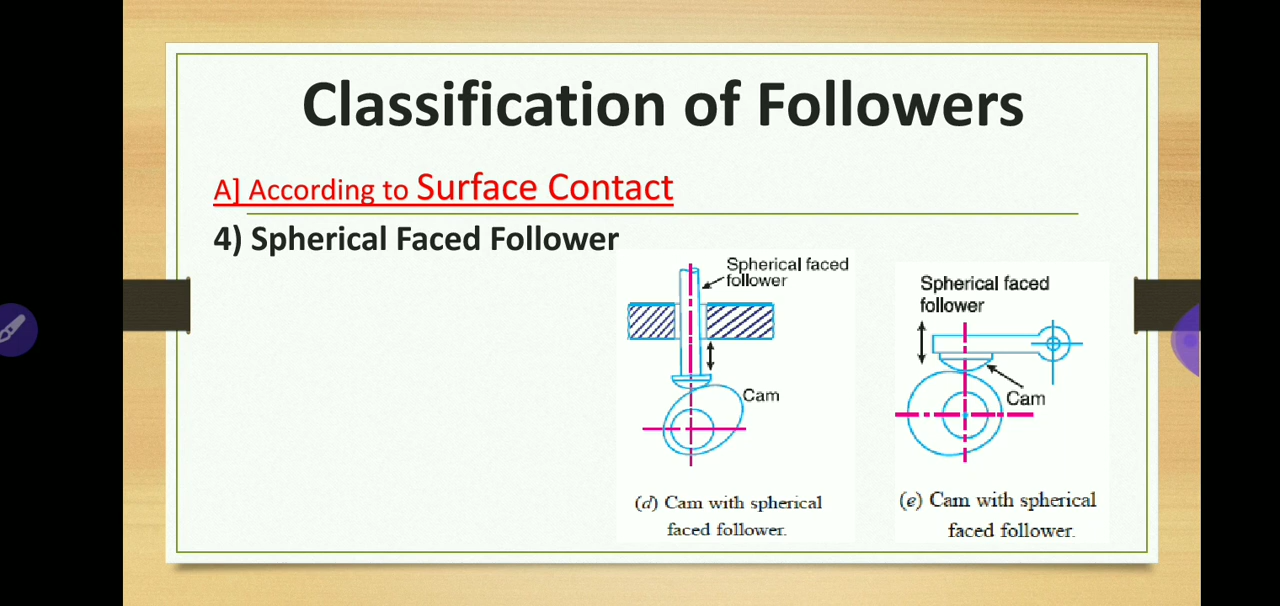 Classification of Followers
A] According to Surface Contact
4) Spherical Faced Follower
Spherical faced
follower
Cam
(d) Cam with spherical
faced follower.
Spherical faced
follower
Cam
(e) Cam with spherical
faced follower.